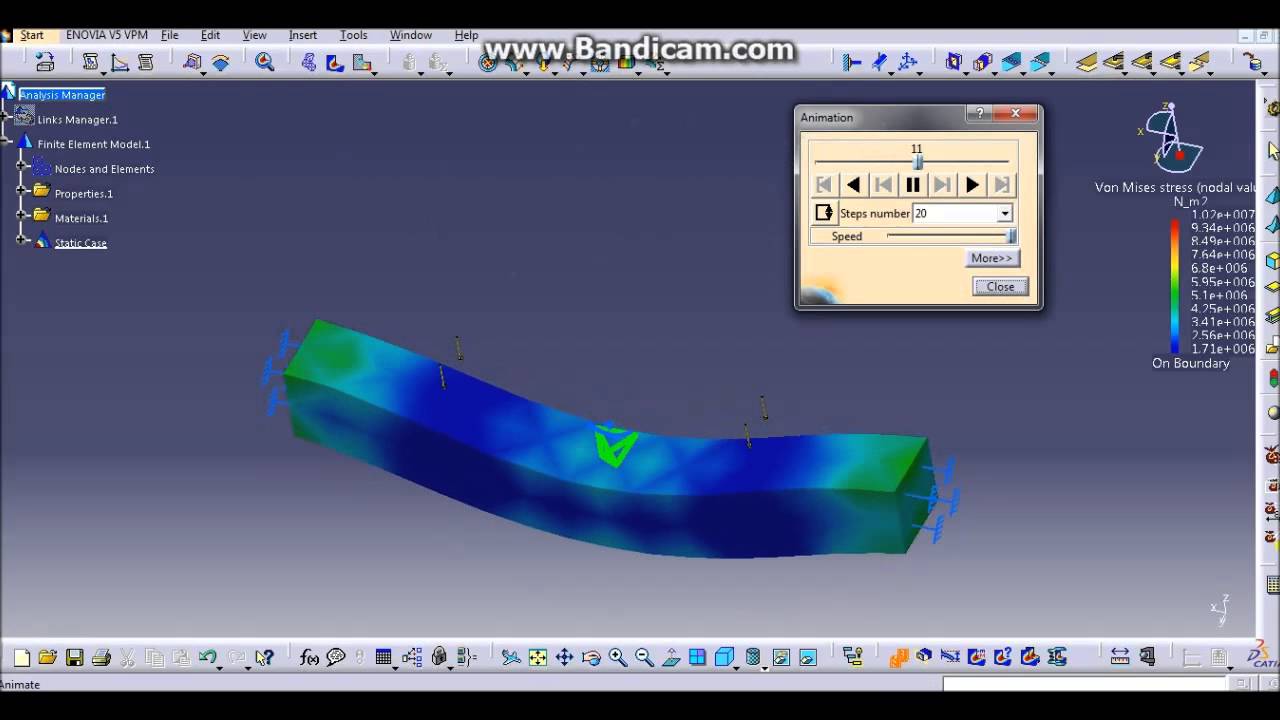 www.Bandicam.com
Start ENOVIA V5 VPM File Edit View Insert Tools Window Help
Analysis Manager
Links Manager.1
Finite Element Model.1
Nodes and Elements
Properties.1
Materials.1
Static Case
Animation
11
Steps number 20
Speed
More>>
Close
Von Mises stress (nodal valu
N_m2
1.02e+007
9.34e+006
8.49e+006
7.64e+006
6.8e+006
5.95e+006
5.1e+006
4.25e+006
3.41e+006
2.56e+006
1.71e+006
On Boundary
z
x
y
z
x
y
f(x)
CATIA
Animate